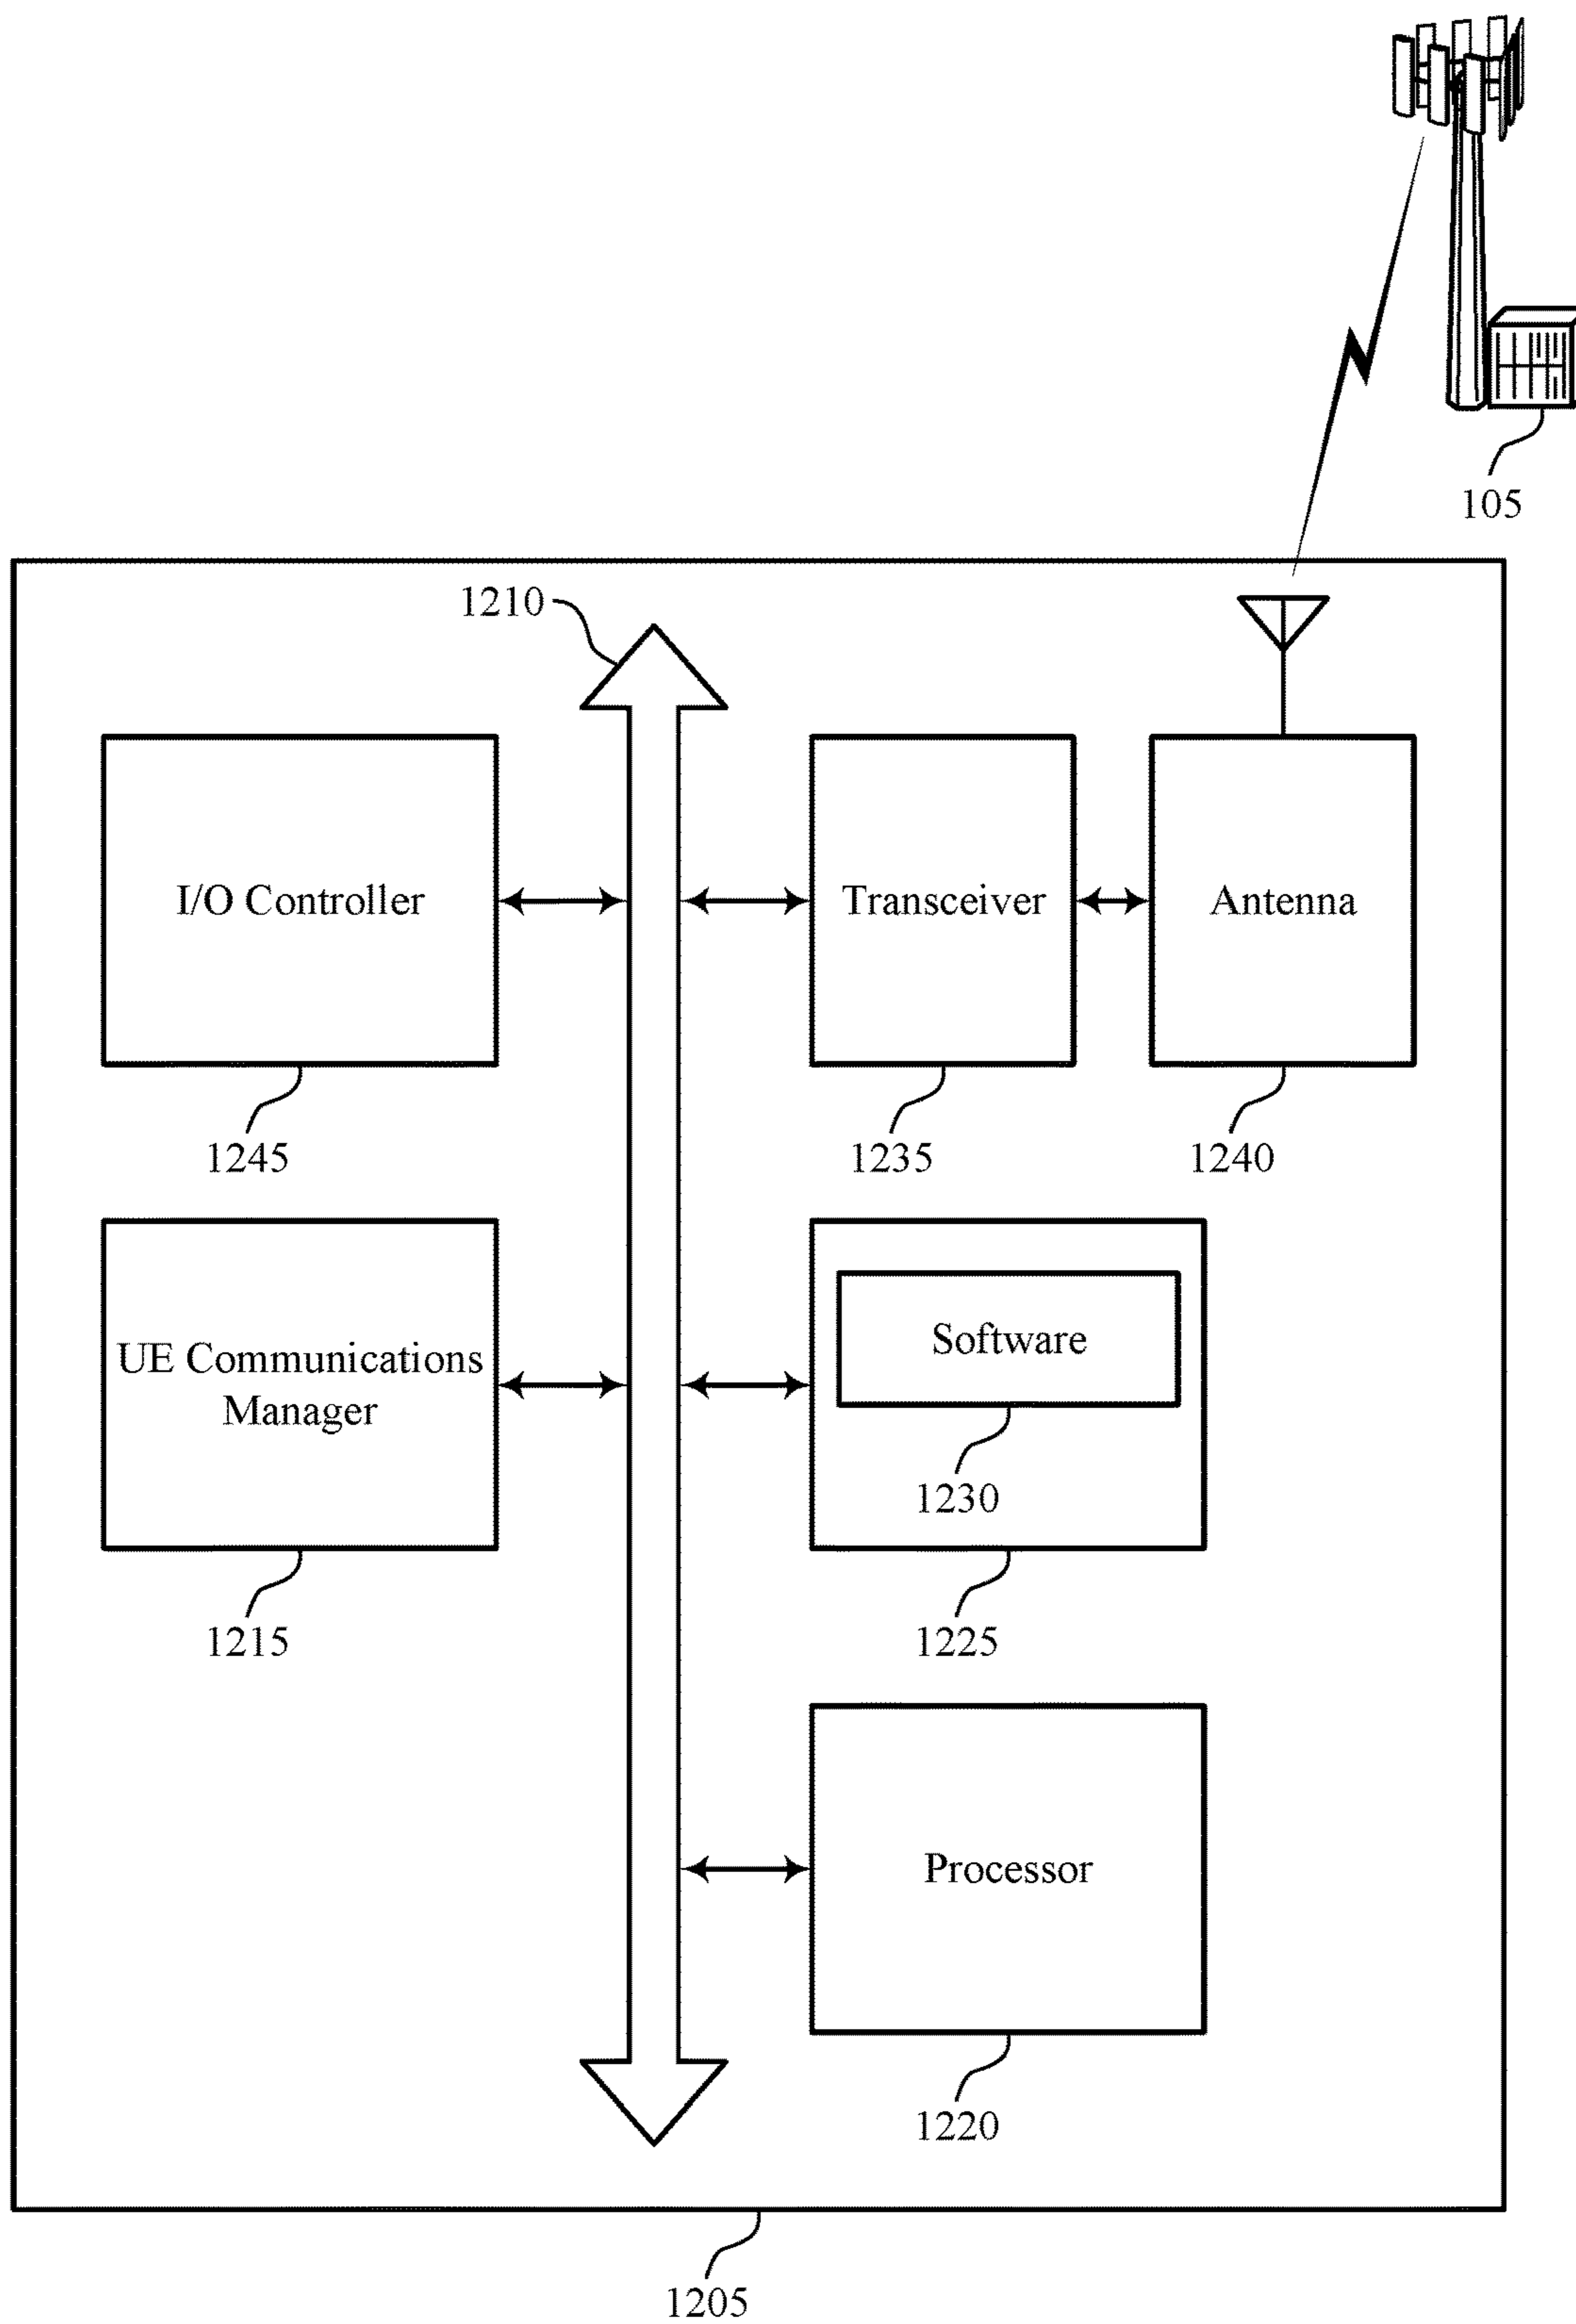 105
1210
I/O Controller
Transceiver
Antenna
1245
1235
1240
UE Communications
Manager
Software
1230
1215
1225
Processor
1220
1205